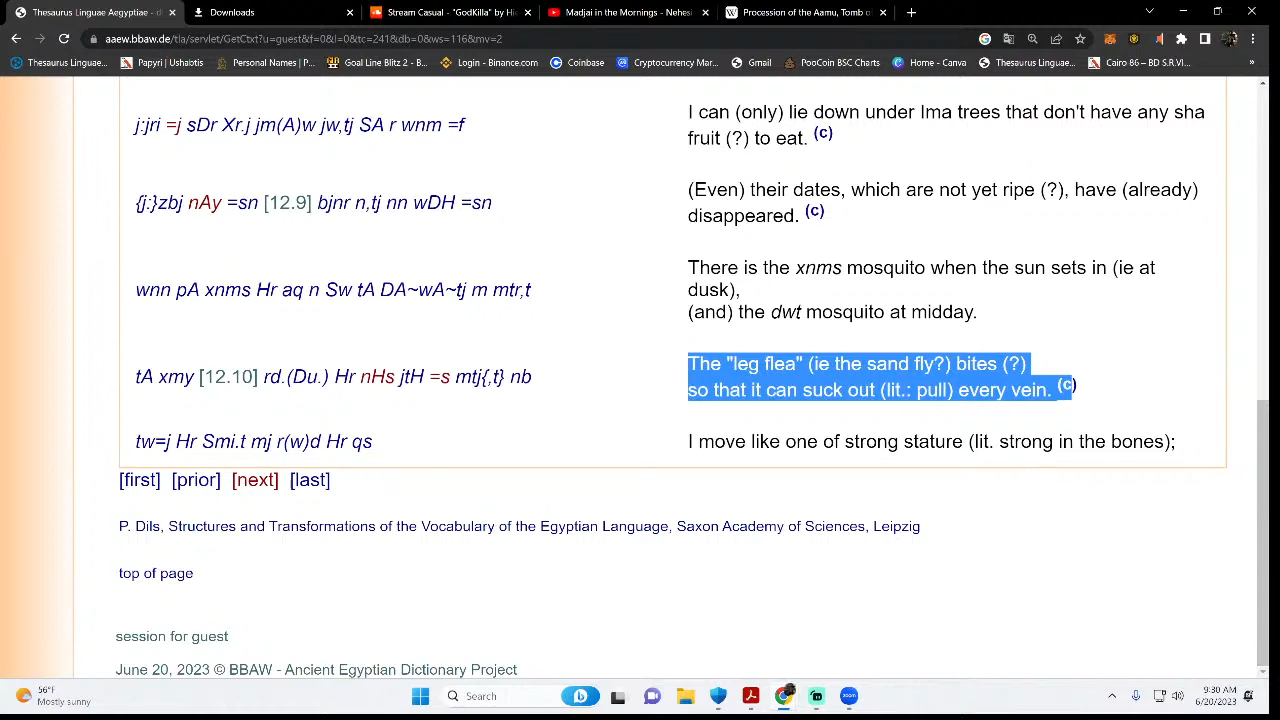 Thesaurus Linguae Aegyptiae - di
Downloads
Stream Casual - "GodKilla" by Hi
Madjai in the Mornings - Nehesi
Procession of the Aamu, Tomb o
aaew.bbaw.de/tla/servlet/GetCtxt?u=guest&f=0&l=0&tc=241&db=0&ws=116&mv=2
Thesaurus Linguae...
Papyri | Ushabtis
Personal Names | P...
Goal Line Blitz 2 - B...
Login - Binance.com
Coinbase
Cryptocurrency Mar...
Gmail
PooCoin BSC Charts
Home - Canva
Thesaurus Linguae...
Cairo 86 – BD S.R.VI...
»
j:jri =j sDr Xr.j jm(A)w jw,tj SA r wnm =f
I can (only) lie down under Ima trees that don't have any sha
fruit (?) to eat. (c)
{j:}zbj nAy =sn [12.9] bjnr n,tj nn wDH =sn
(Even) their dates, which are not yet ripe (?), have (already)
disappeared. (c)
wnn pA xnms Hr aq n Sw tA DA~wA~tj m mtr,t
There is the xnms mosquito when the sun sets in (ie at
dusk),
(and) the dwt mosquito at midday.
tA xmy [12.10] rd.(Du.) Hr nHs jtH =s mtj{,t} nb
The "leg flea" (ie the sand fly?) bites (?)
so that it can suck out (lit.: pull) every vein. (c)
tw=j Hr Smi.t mj r(w)d Hr qs
I move like one of strong stature (lit. strong in the bones);
[first] [prior] [next] [last]
P. Dils, Structures and Transformations of the Vocabulary of the Egyptian Language, Saxon Academy of Sciences, Leipzig
top of page
session for guest
June 20, 2023 © BBAW - Ancient Egyptian Dictionary Project
56°F
Mostly sunny
Search
zoom
9:30 AM
6/20/2023